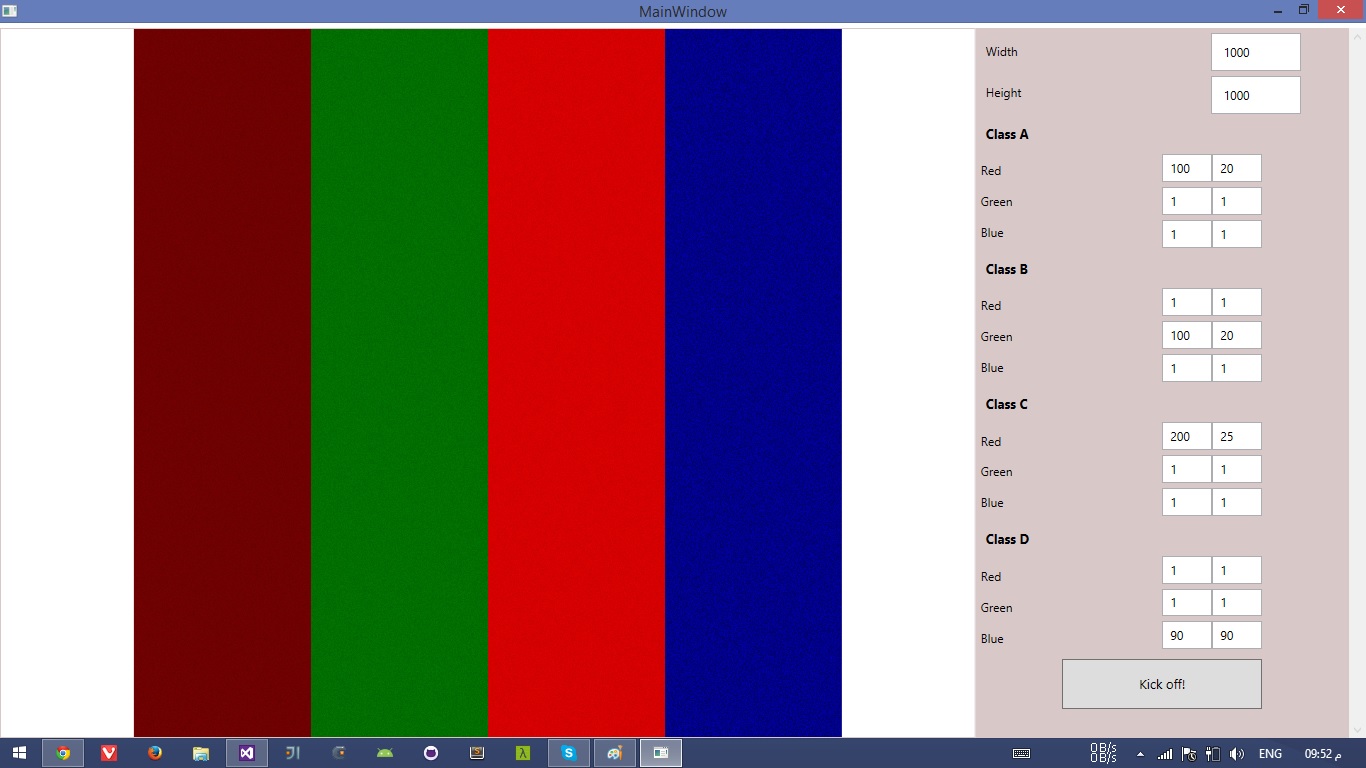 MainWindow
Width 1000
Height 1000
Class A
Red 100 20
Green 1 1
Blue 1 1
Class B
Red 1 1
Green 100 20
Blue 1 1
Class C
Red 200 25
Green 1 1
Blue 1 1
Class D
Red 1 1
Green 1 1
Blue 90 90
Kick off!
0B/s
0B/s
ENG
09:52 م